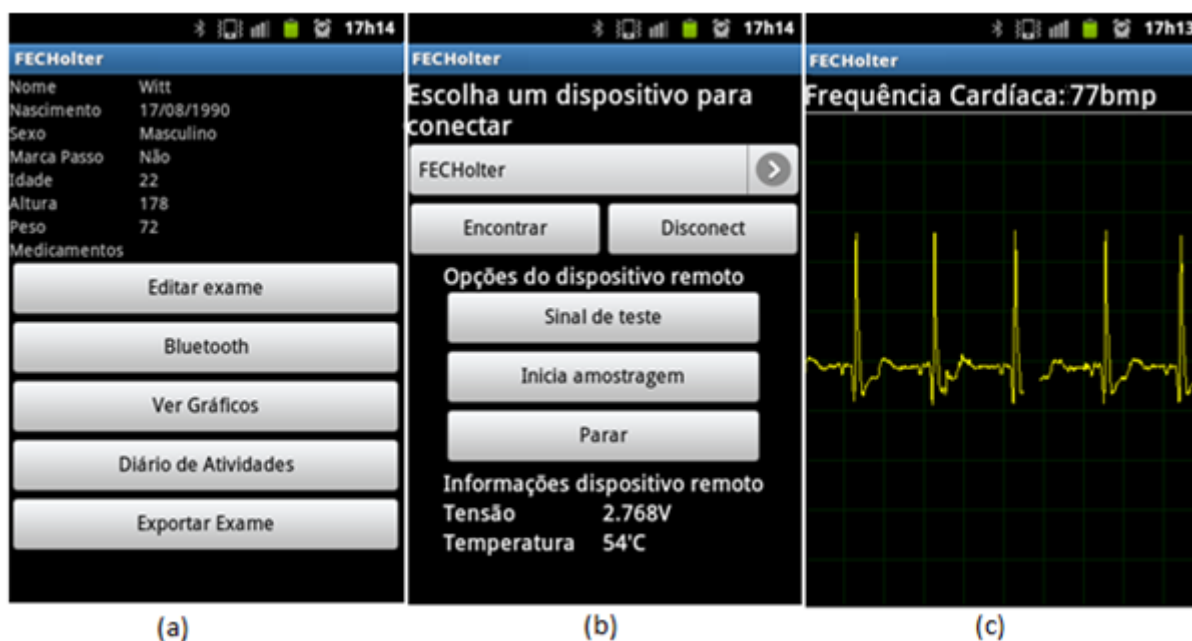 17h14
FECHolter
Nome Witt
Nascimento 17/08/1990
Sexo Masculino
Marca Passo Não
Idade 22
Altura 178
Peso 72
Medicamentos
Editar exame
Bluetooth
Ver Gráficos
Diário de Atividades
Exportar Exame
(a)
17h14
FECHolter
Escolha um dispositivo para
conectar
FECHolter
Encontrar Disconect
Opções do dispositivo remoto
Sinal de teste
Inicia amostragem
Parar
Informações dispositivo remoto
Tensão 2.768V
Temperatura 54'C
(b)
17h13
FECHolter
Frequência Cardíaca:77bmp
(c)